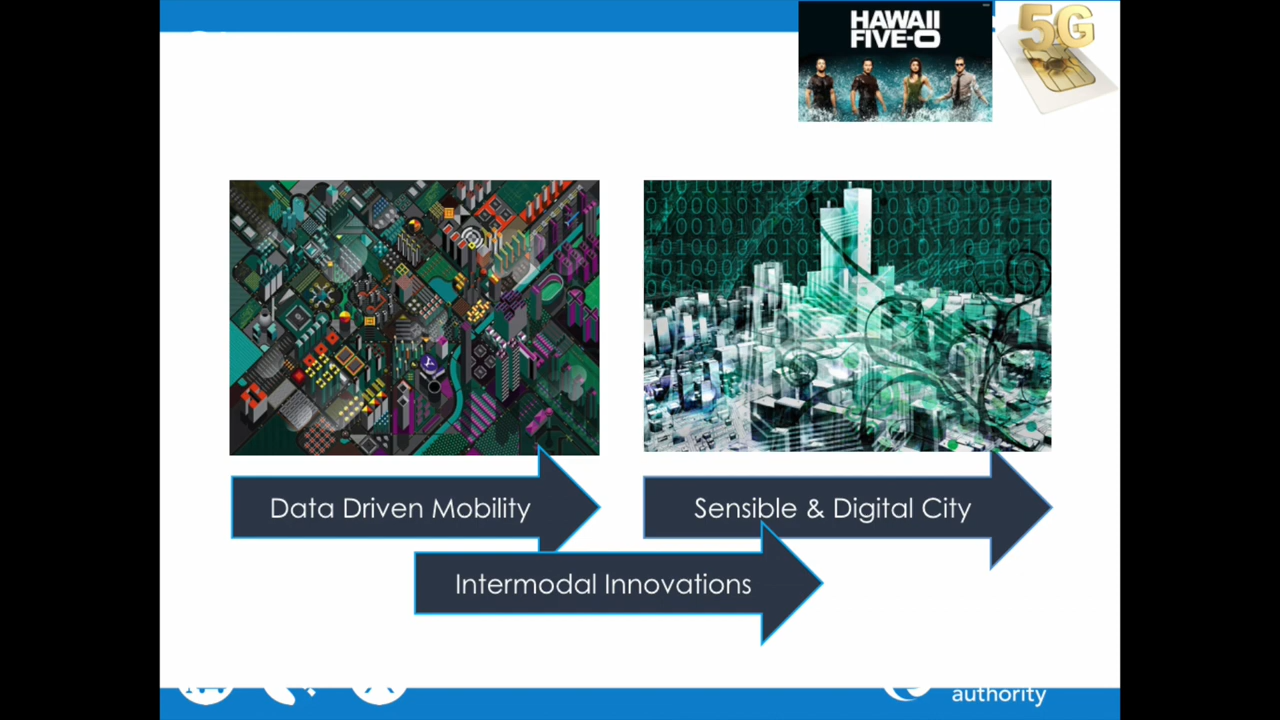 HAWAII
FIVE-O
5G
Data Driven Mobility
Sensible & Digital City
Intermodal Innovations
authority